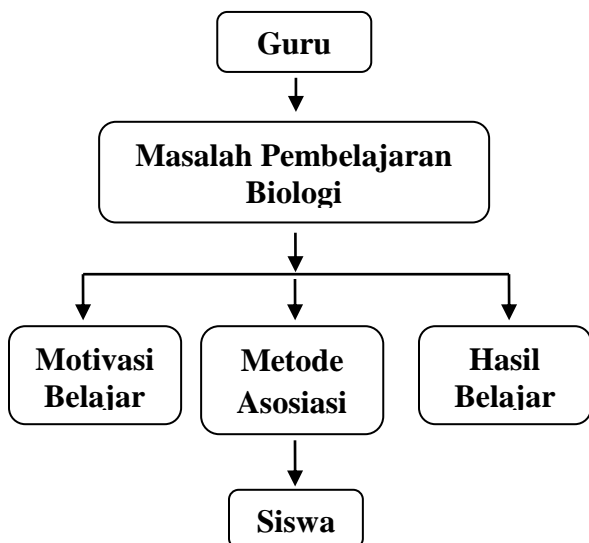 Guru
Masalah Pembelajaran
Biologi
Motivasi
Belajar
Metode
Asosiasi
Hasil
Belajar
Siswa